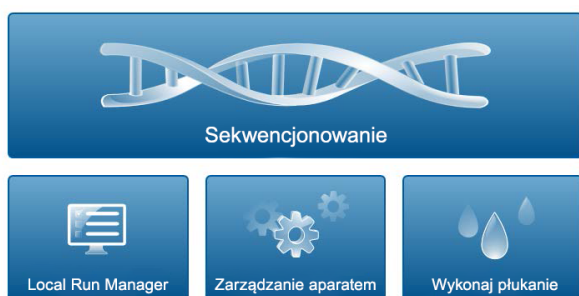 Sekwencjonowanie
Local Run Manager
Zarządzanie aparatem
Wykonaj płukanie